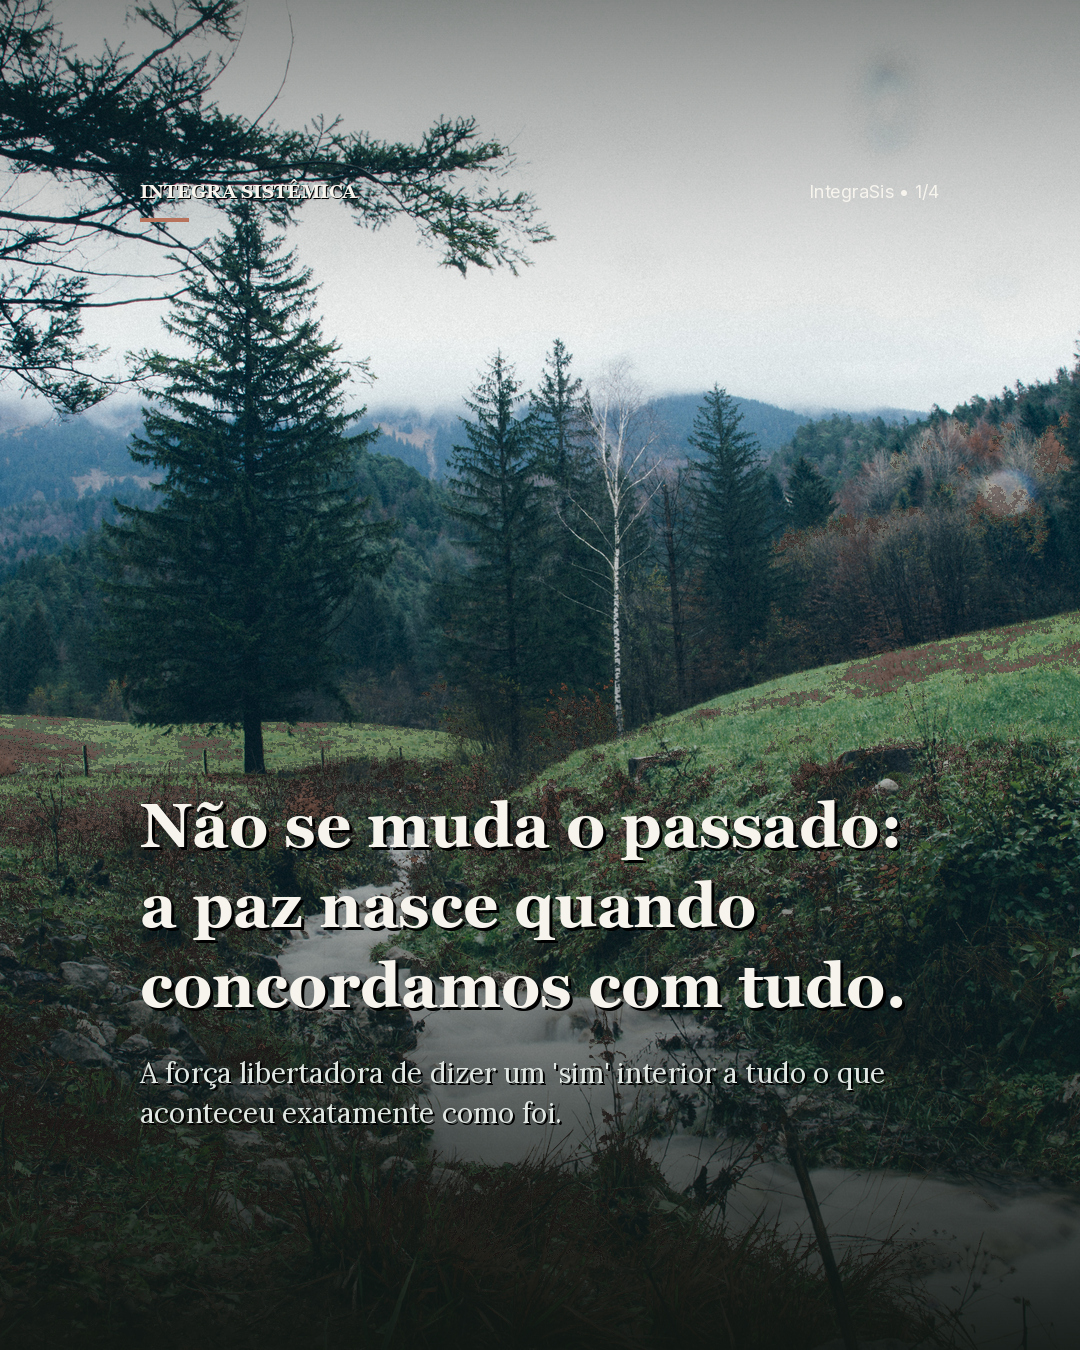 INTEGRA SISTÊMICA
IntegraSis • 1/4
Não se muda o passado:
a paz nasce quando
concordamos com tudo.
A força libertadora de dizer um 'sim' interior a tudo o que
aconteceu exatamente como foi.